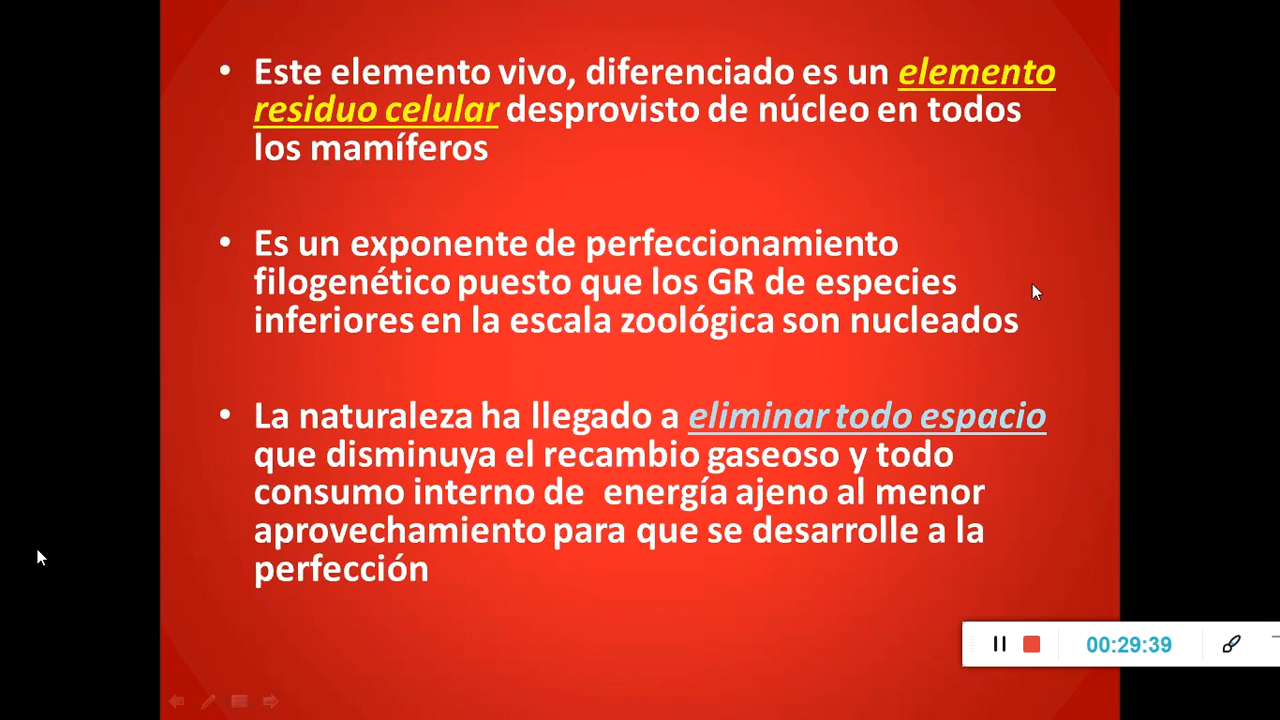 • Este elemento vivo, diferenciado es un elemento
residuo celular desprovisto de núcleo en todos
los mamíferos
• Es un exponente de perfeccionamiento
filogenético puesto que los GR de especies
inferiores en la escala zoológica son nucleados
• La naturaleza ha llegado a eliminar todo espacio
que disminuya el recambio gaseoso y todo
consumo interno de  energía ajeno al menor
aprovechamiento para que se desarrolle a la
perfección
00:29:39